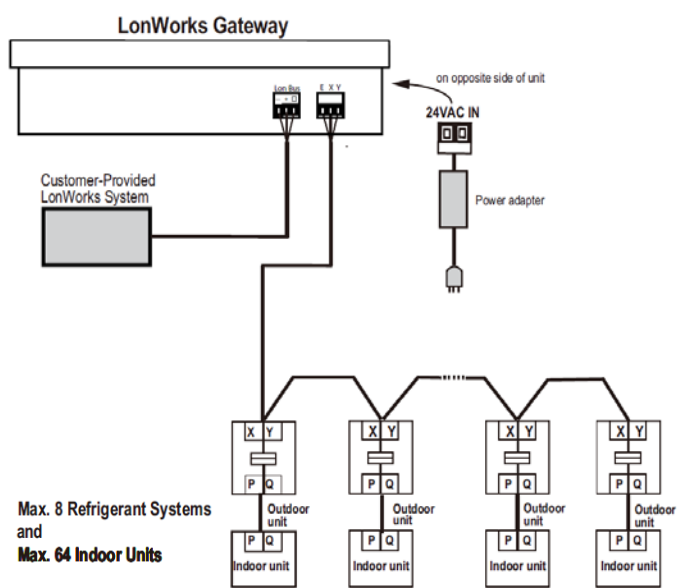 LonWorks Gateway
Lon Bus
- + □
E X Y
on opposite side of unit
24VAC IN
Customer-Provided
LonWorks System
Power adapter
X Y
X Y
X Y
X Y
P Q
P Q
P Q
P Q
Max. 8 Refrigerant Systems
and
Max. 64 Indoor Units
Outdoor
unit
Outdoor
unit
Outdoor
unit
Outdoor
unit
P Q
P Q
P Q
P Q
Indoor unit
Indoor unit
Indoor unit
Indoor unit